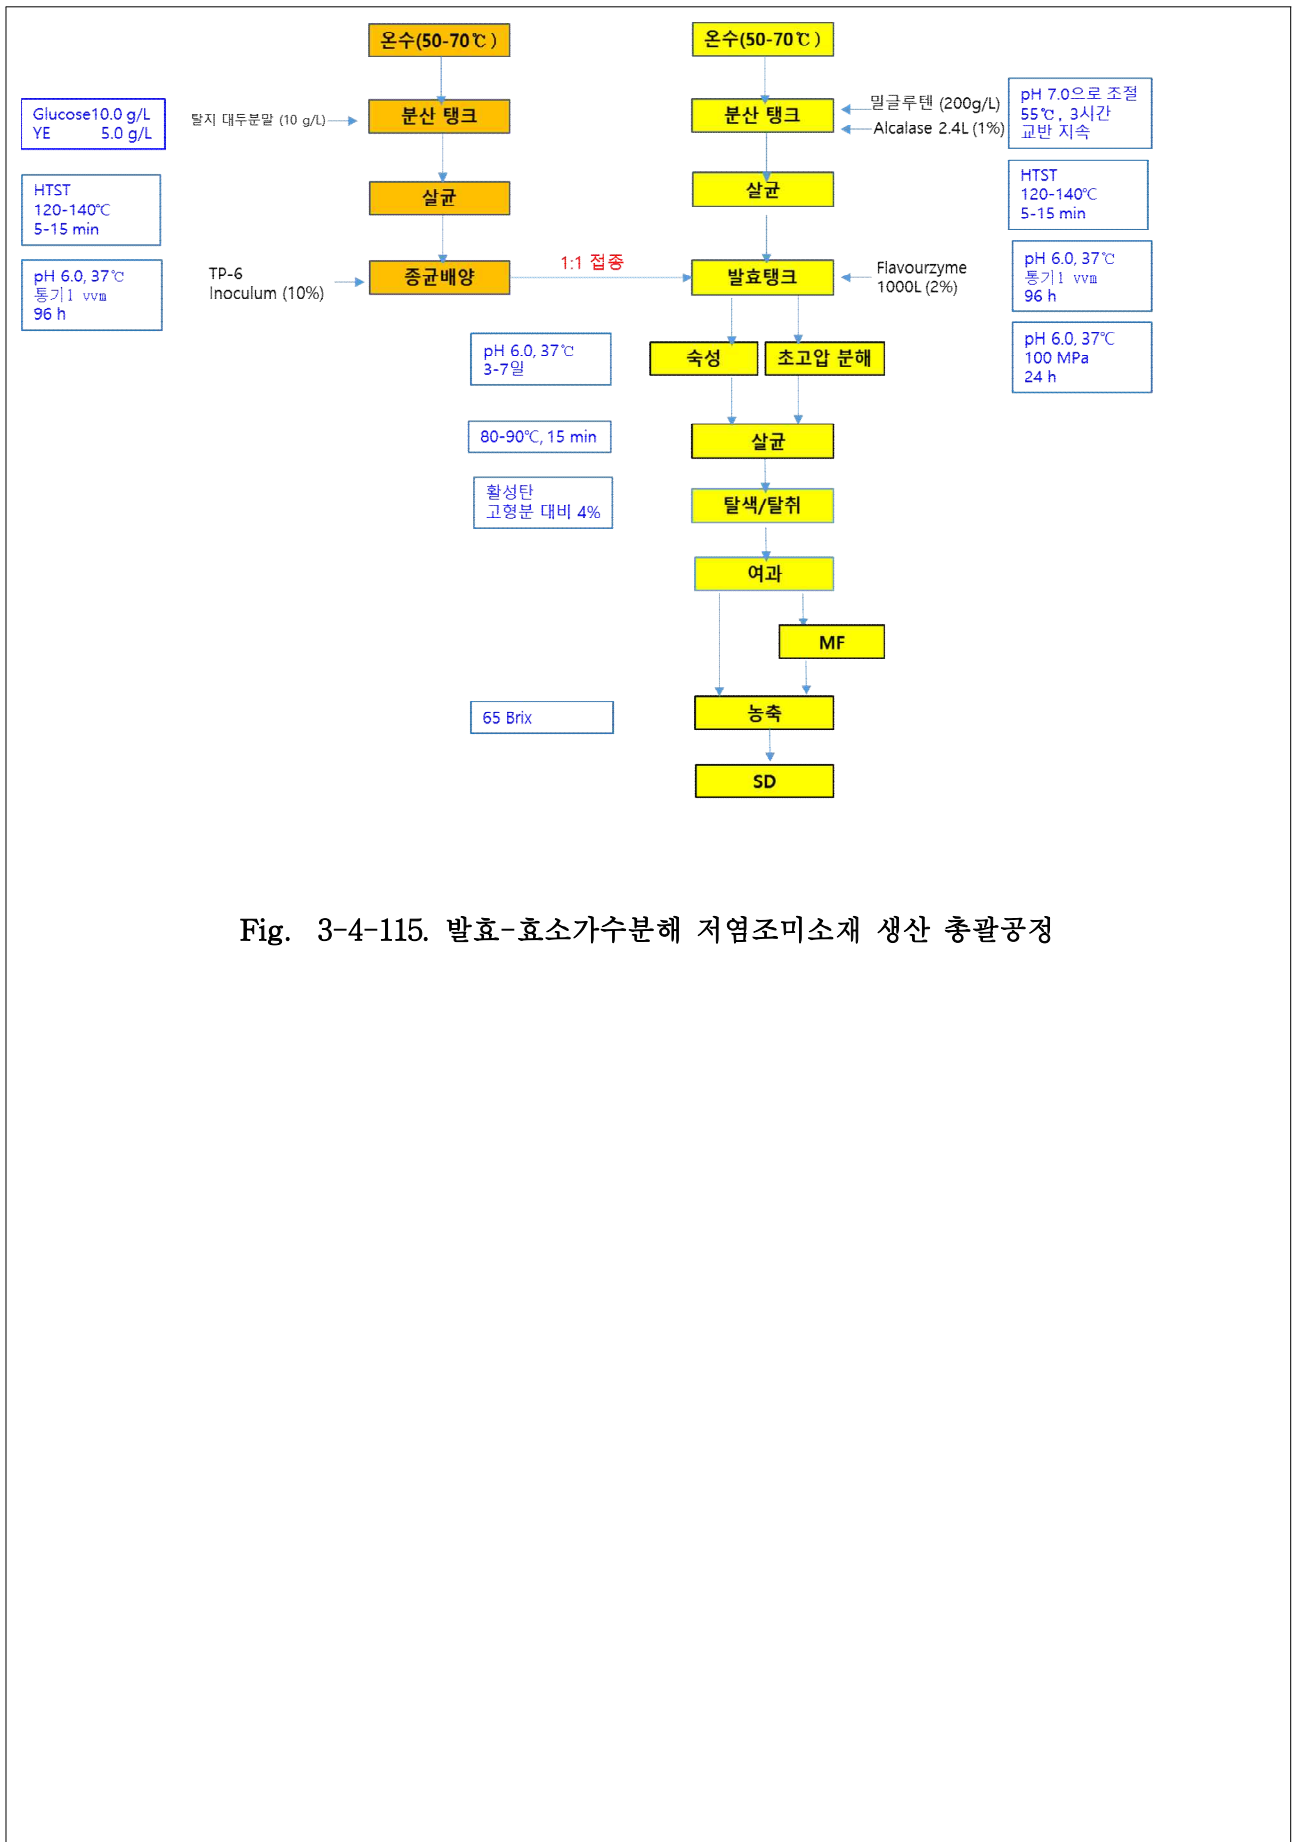 온수(50-70℃)
온수(50-70℃)
Glucose10.0 g/L
YE 5.0 g/L
탈지 대두분말 (10 g/L)
분산 탱크
분산 탱크
밀글루텐 (200g/L)
Alcalase 2.4L (1%)
pH 7.0으로 조절
55℃, 3시간
교반 지속
HTST
120-140℃
5-15 min
살균
살균
HTST
120-140℃
5-15 min
pH 6.0, 37℃
통기1 vvm
96 h
TP-6
Inoculum (10%)
종균배양
1:1 접종
발효탱크
Flavourzyme
1000L (2%)
pH 6.0, 37℃
통기1 vvm
96 h
pH 6.0, 37℃
3-7일
숙성
초고압 분해
pH 6.0, 37℃
100 MPa
24 h
80-90℃, 15 min
살균
활성탄
고형분 대비 4%
탈색/탈취
여과
MF
65 Brix
농축
SD
Fig. 3-4-115. 발효-효소가수분해 저염조미소재 생산 총괄공정